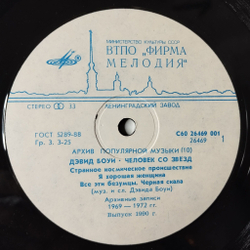 МИНИСТЕРСТВО КУЛЬТУРЫ СССР
ВТПО „ФИРМА
МЕЛОДИЯ"
СТЕРЕО 33
ЛЕНИНГРАДСКИЙ ЗАВОД
ГОСТ 5289-88
Гр. 3. 3-25
С60 26469 001
26469 1
АРХИВ ПОПУЛЯРНОЙ МУЗЫКИ (10)
ДЭВИД БОУИ · ЧЕЛОВЕК СО ЗВЕЗД
Странное космическое происшествие
Я хорошая женщина
Все эти безумцы. Черная скала
(муз. и сл. Дэвида Боуи)
Архивные записи
1969 — 1972 гг.
Выпуск 1990 г.